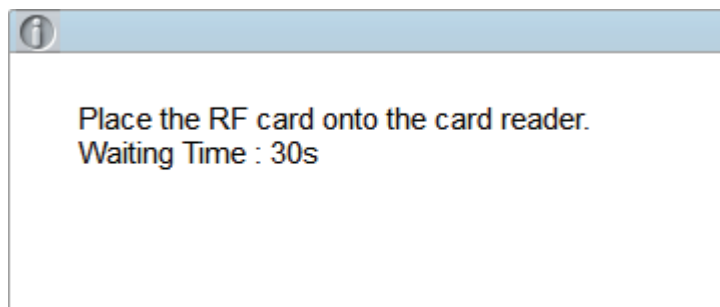 Place the RF card onto the card reader.
Waiting Time : 30s